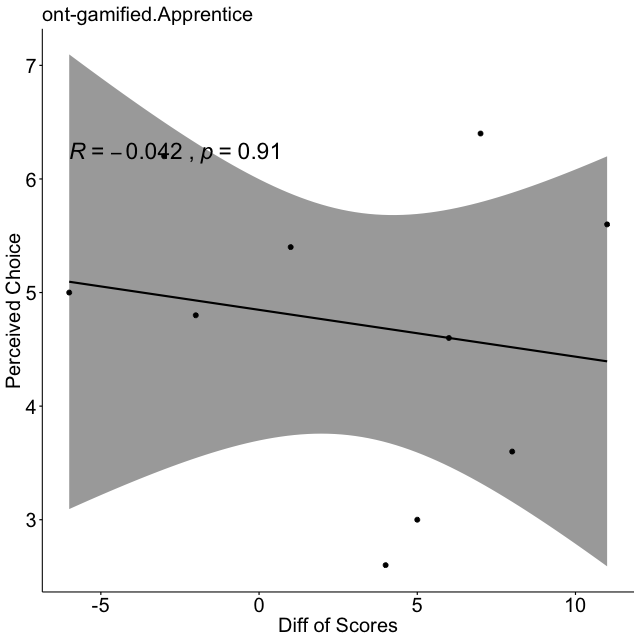 ont-gamified.Apprentice
R = −0.042 , p = 0.91
Perceived Choice
7
6
5
4
3
-5 0 5 10
Diff of Scores